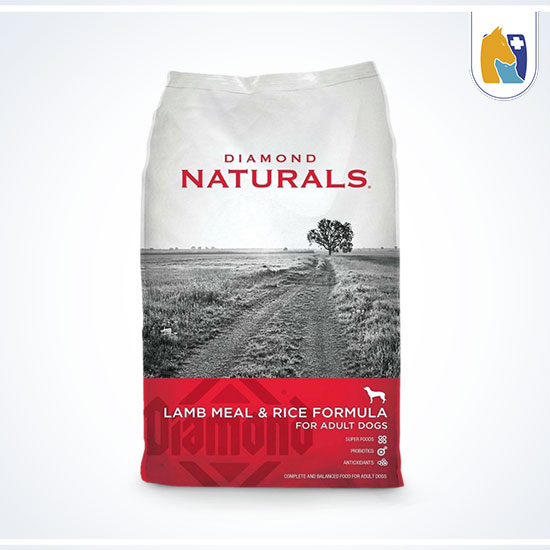 DIAMOND
NATURALS®
Diamond
LAMB MEAL & RICE FORMULA
FOR ADULT DOGS
SUPER FOODS
PROBIOTICS
ANTIOXIDANTS
COMPLETE AND BALANCED FOOD FOR ADULT DOGS